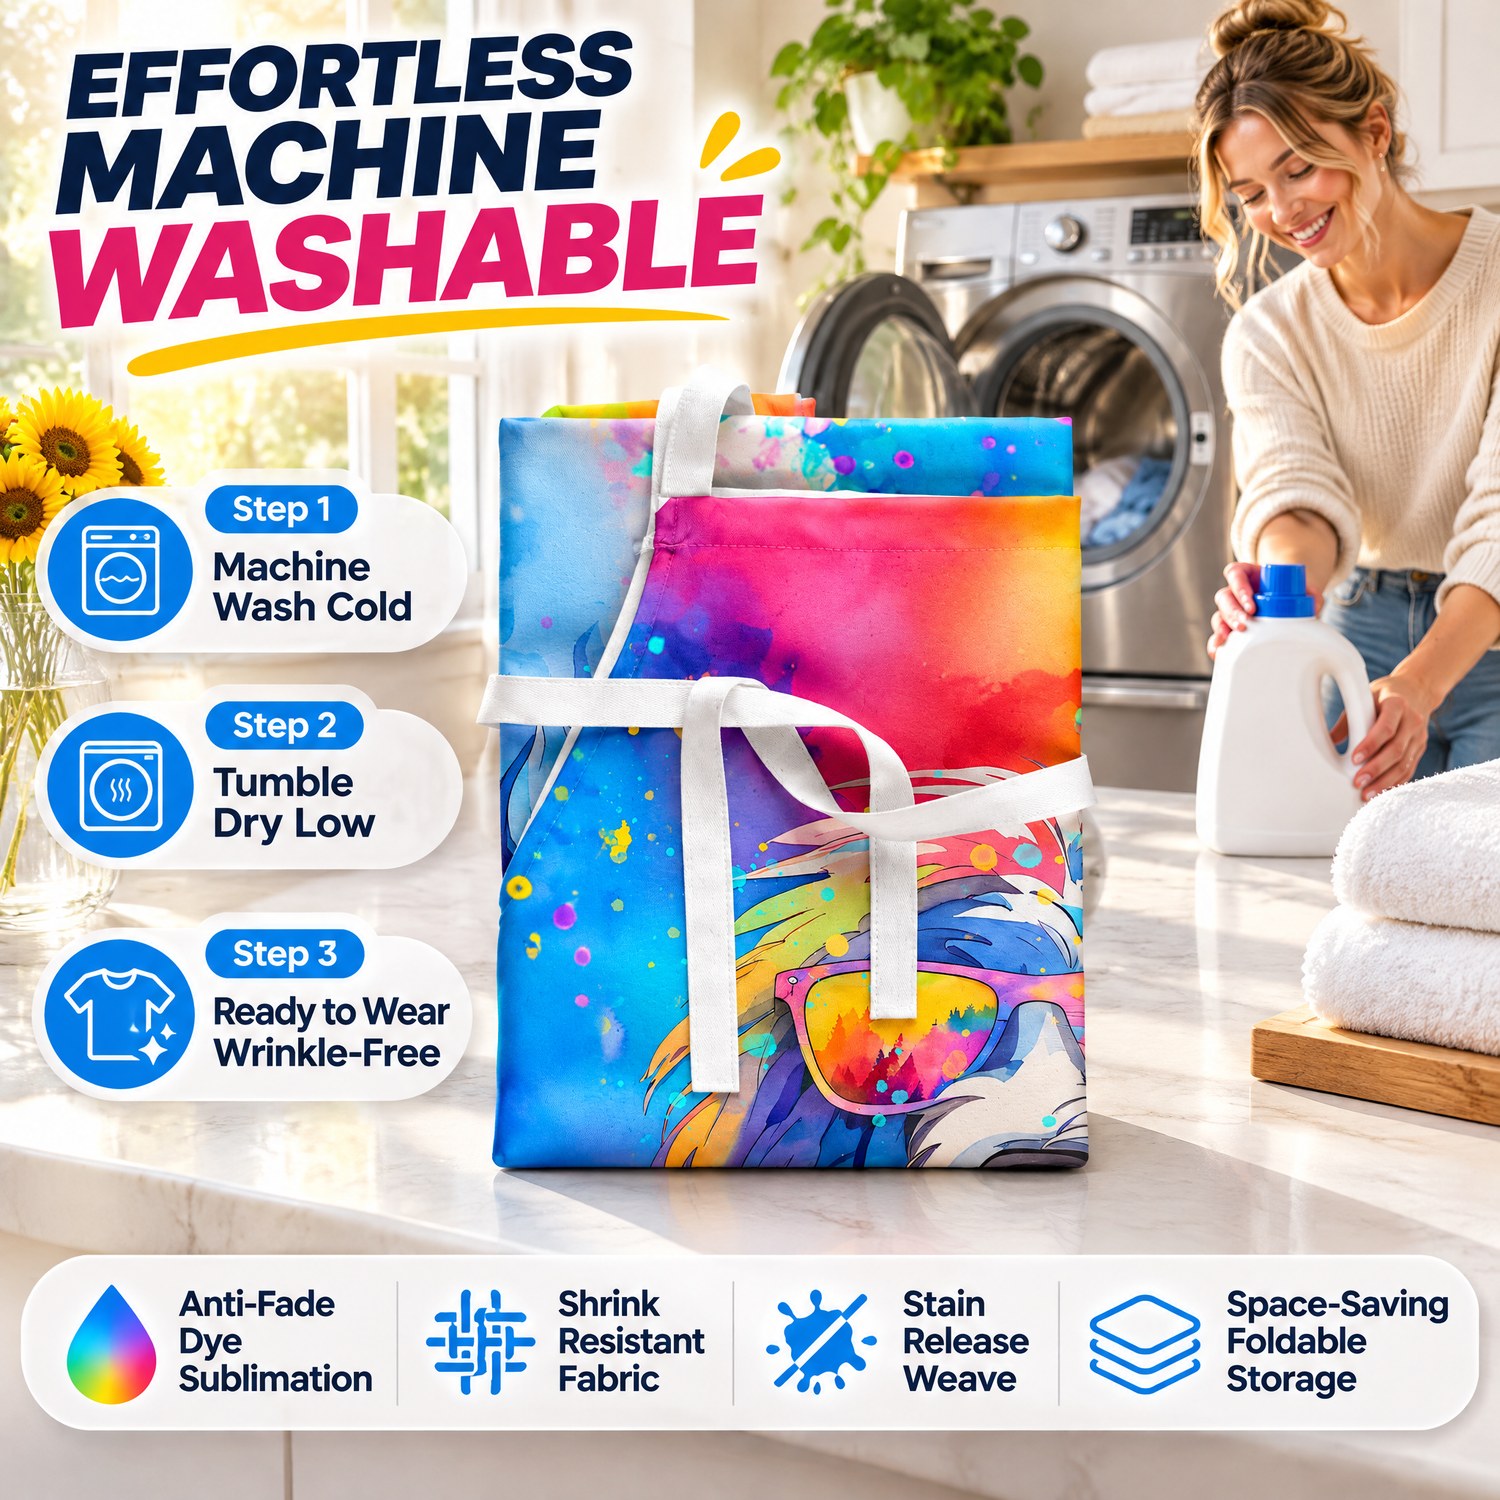 EFFORTLESS
MACHINE
WASHABLE
Step 1
Machine
Wash Cold
Step 2
Tumble
Dry Low
Step 3
Ready to Wear
Wrinkle-Free
Anti-Fade
Dye
Sublimation
Shrink
Resistant
Fabric
Stain
Release
Weave
Space-Saving
Foldable
Storage